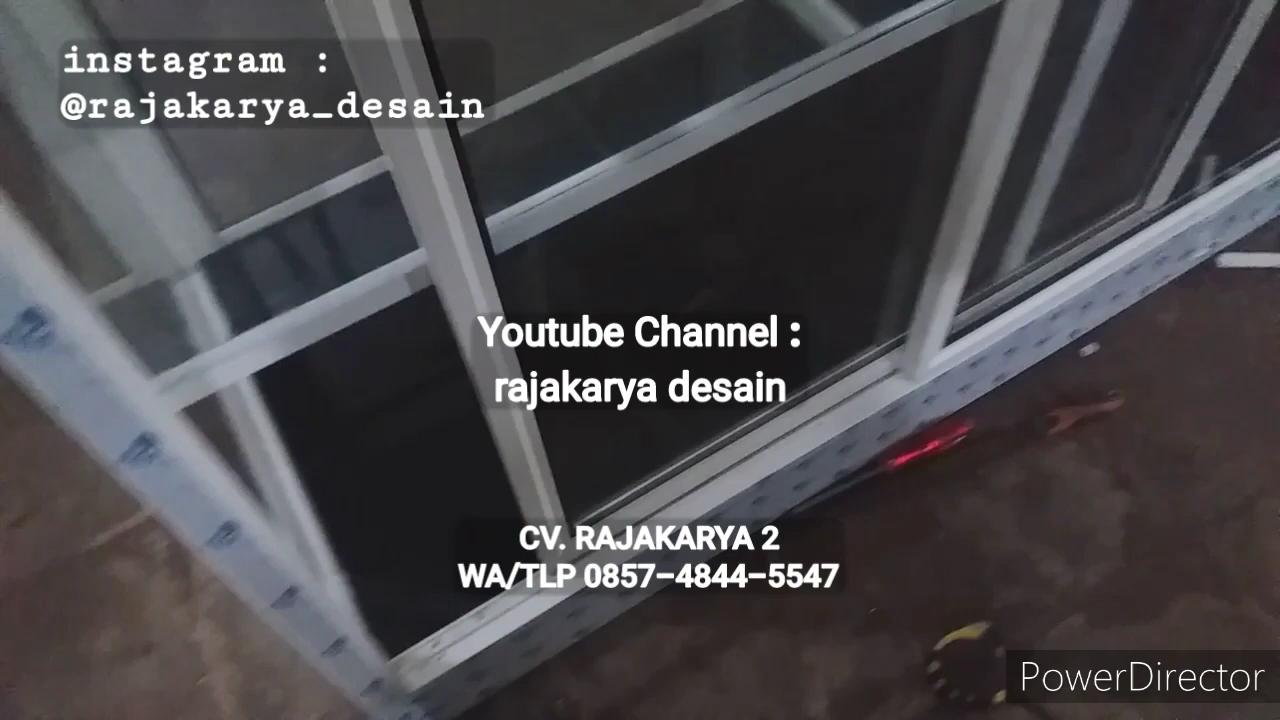 instagram :
@rajakarya_desain
Youtube Channel :
rajakarya desain
CV. RAJAKARYA 2
WA/TLP 0857-4844-5547
PowerDirector